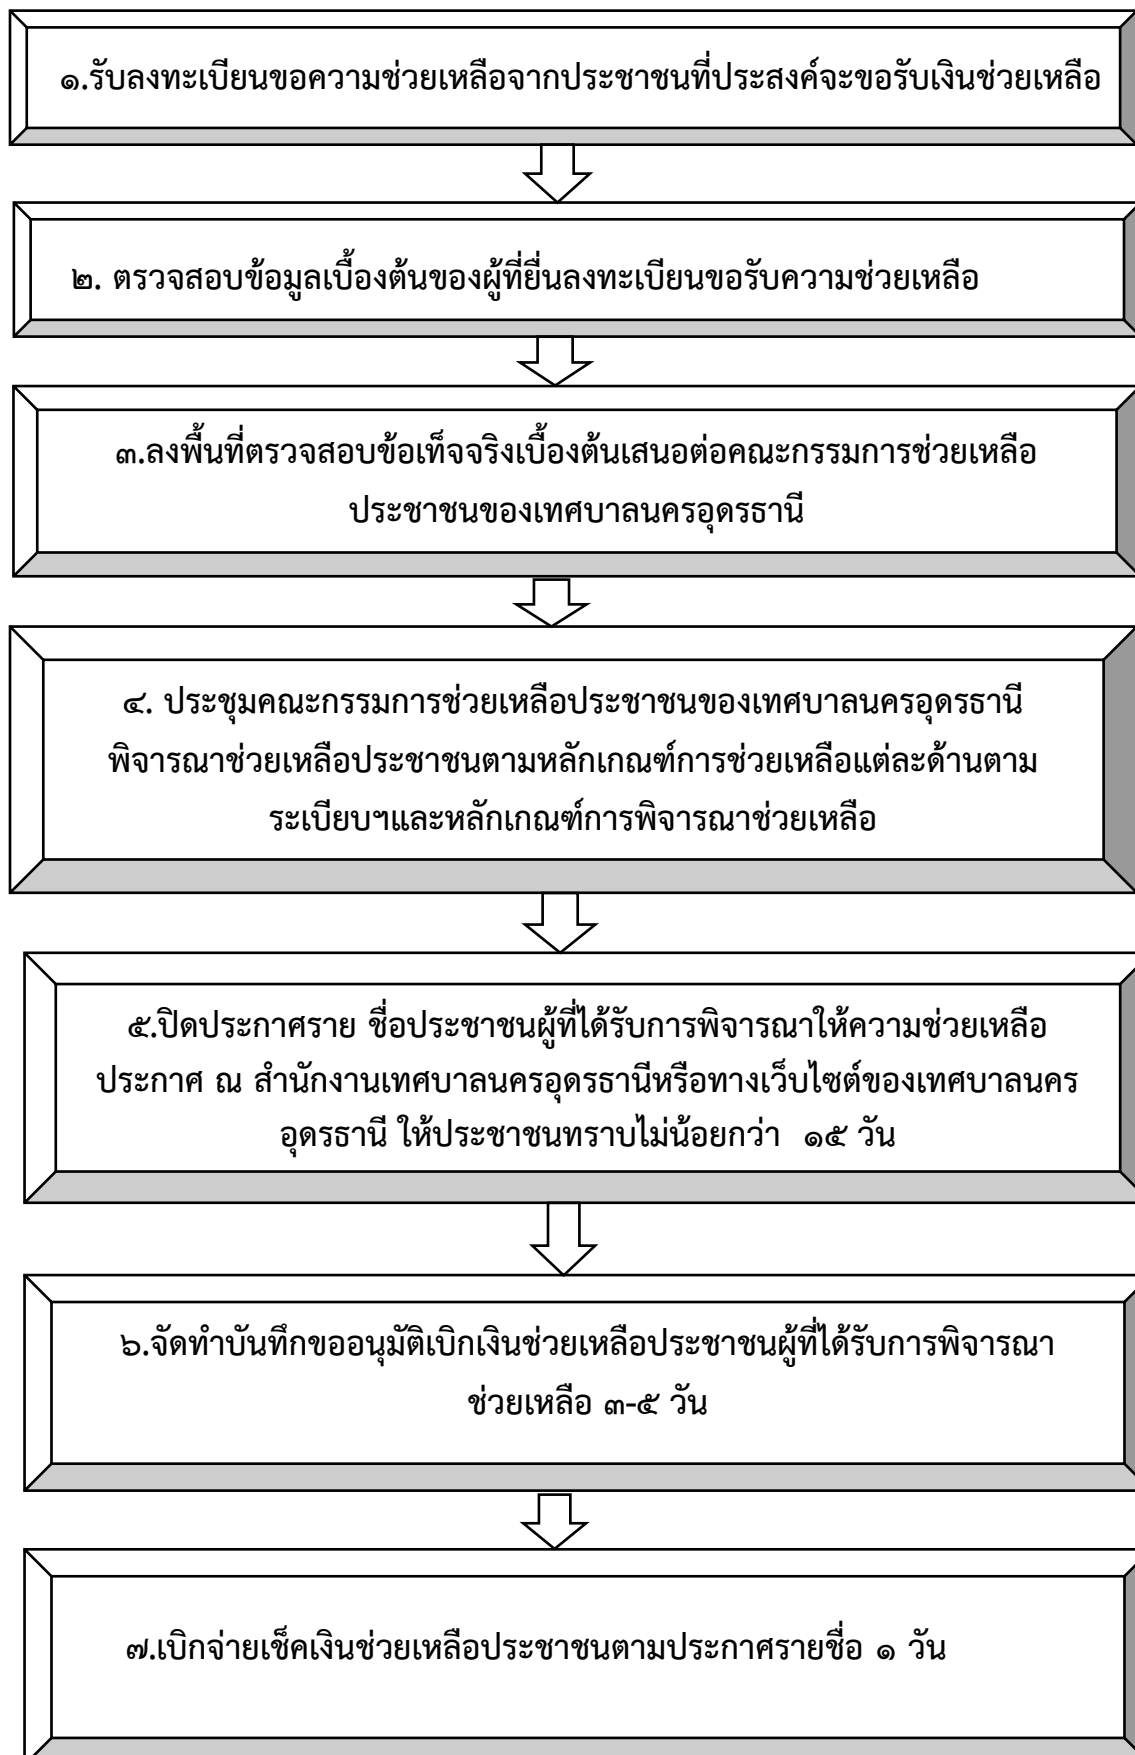 ๑.รับลงทะเบียนขอความช่วยเหลือจากประชาชนที่ประสงค์จะขอรับเงินช่วยเหลือ
๒. ตรวจสอบข้อมูลเบื้องต้นของผู้ที่ยื่นลงทะเบียนขอรับความช่วยเหลือ
๓.ลงพื้นที่ตรวจสอบข้อเท็จจริงเบื้องต้นเสนอต่อคณะกรรมการช่วยเหลือ
ประชาชนของเทศบาลนครอุดรธานี
๔. ประชุมคณะกรรมการช่วยเหลือประชาชนของเทศบาลนครอุดรธานี
พิจารณาช่วยเหลือประชาชนตามหลักเกณฑ์การช่วยเหลือแต่ละด้านตาม
ระเบียบฯและหลักเกณฑ์การพิจารณาช่วยเหลือ
๕.ปิดประกาศราย ชื่อประชาชนผู้ที่ได้รับการพิจารณาให้ความช่วยเหลือ
ประกาศ ณ สำนักงานเทศบาลนครอุดรธานีหรือทางเว็บไซต์ของเทศบาลนคร
อุดรธานี ให้ประชาชนทราบไม่น้อยกว่า ๑๕ วัน
๖.จัดทำบันทึกขออนุมัติเบิกเงินช่วยเหลือประชาชนผู้ที่ได้รับการพิจารณา
ช่วยเหลือ ๓-๕ วัน
๗.เบิกจ่ายเช็คเงินช่วยเหลือประชาชนตามประกาศรายชื่อ ๑ วัน